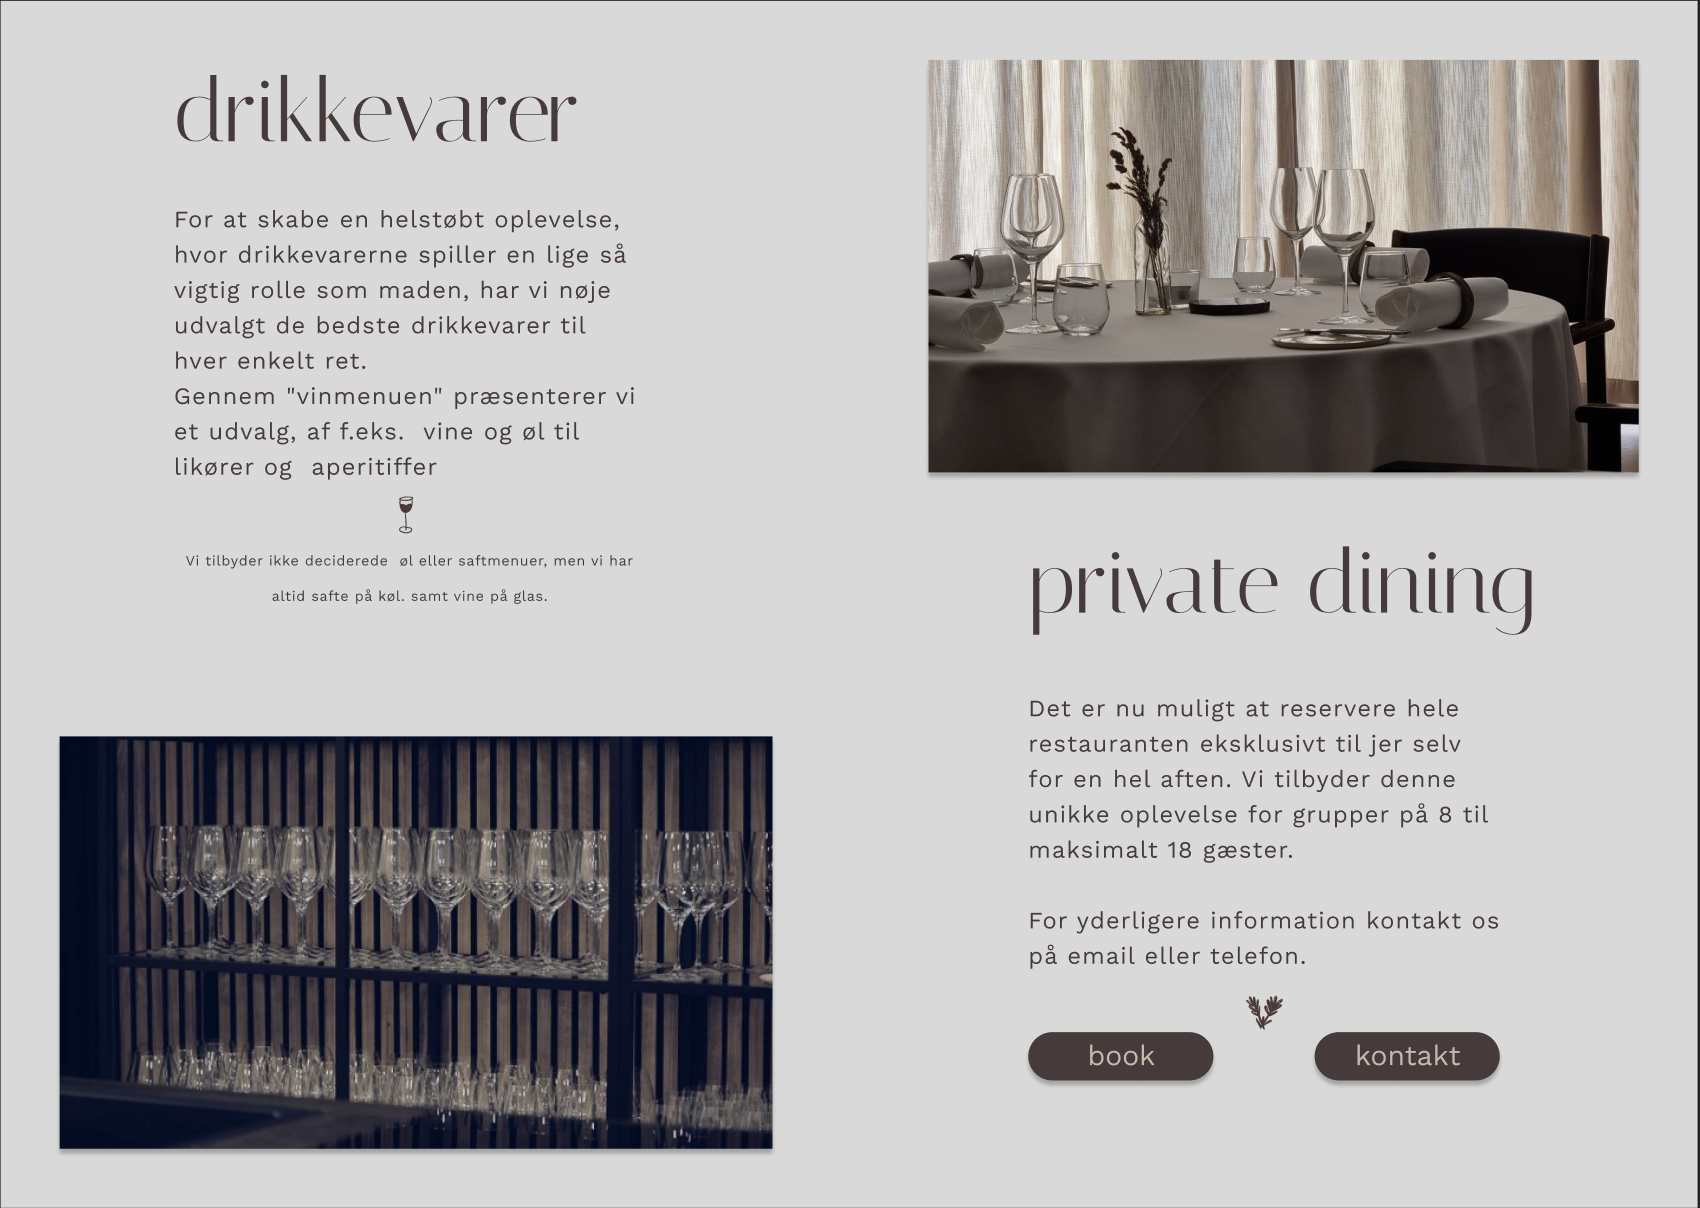 drikkevarer
For at skabe en helstøbt oplevelse,
hvor drikkevarerne spiller en lige så
vigtig rolle som maden, har vi nøje
udvalgt de bedste drikkevarer til
hver enkelt ret.
Gennem "vinmenuen" præsenterer vi
et udvalg, af f.eks.  vine og øl til
likører og  aperitiffer
Vi tilbyder ikke deciderede  øl eller saftmenuer, men vi har
altid safte på køl. samt vine på glas.
private dining
Det er nu muligt at reservere hele
restauranten eksklusivt til jer selv
for en hel aften. Vi tilbyder denne
unikke oplevelse for grupper på 8 til
maksimalt 18 gæster.
For yderligere information kontakt os
på email eller telefon.
book
kontakt